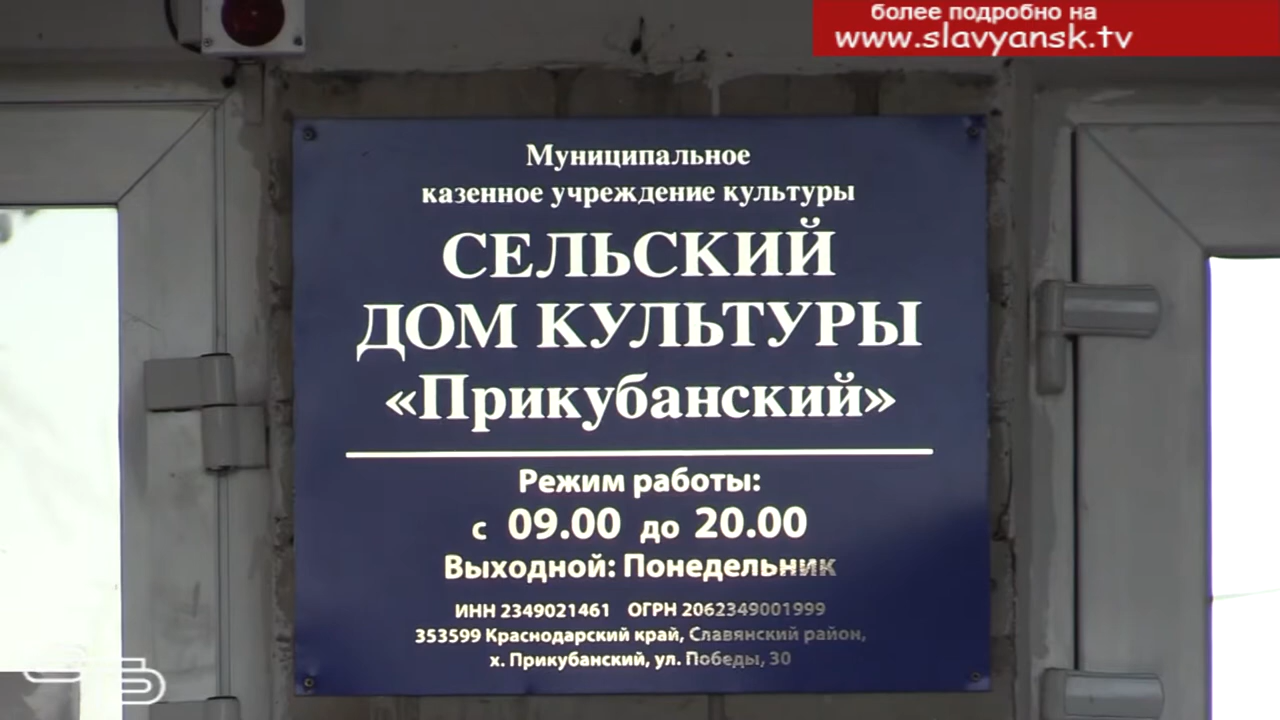 более подробно на
www.slavyansk.tv
Муниципальное
казенное учреждение культуры
СЕЛЬСКИЙ
ДОМ КУЛЬТУРЫ
«Прикубанский»
Режим работы:
с 09.00 до 20.00
Выходной: Понедельник
ИНН 2349021461 ОГРН 2062349001999
353599 Краснодарский край, Славянский район,
х. Прикубанский, ул. Победы, 30